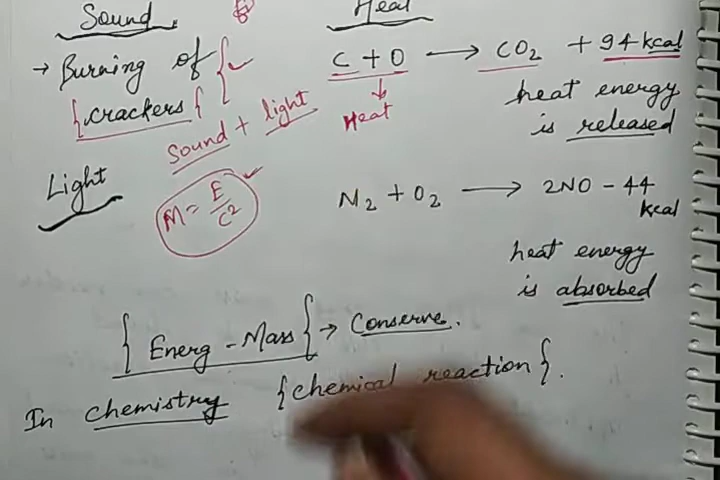 Sound
Heat
→ Burning of
{crackers}
Sound + light
C + O → CO₂ + 94 kcal
Heat
heat energy
is released
Light
M = E/C²
N₂ + O₂ → 2NO - 44
kcal
heat energy
is absorbed
{Energ - Mass} → Conserve.
In chemistry {chemical reaction}.